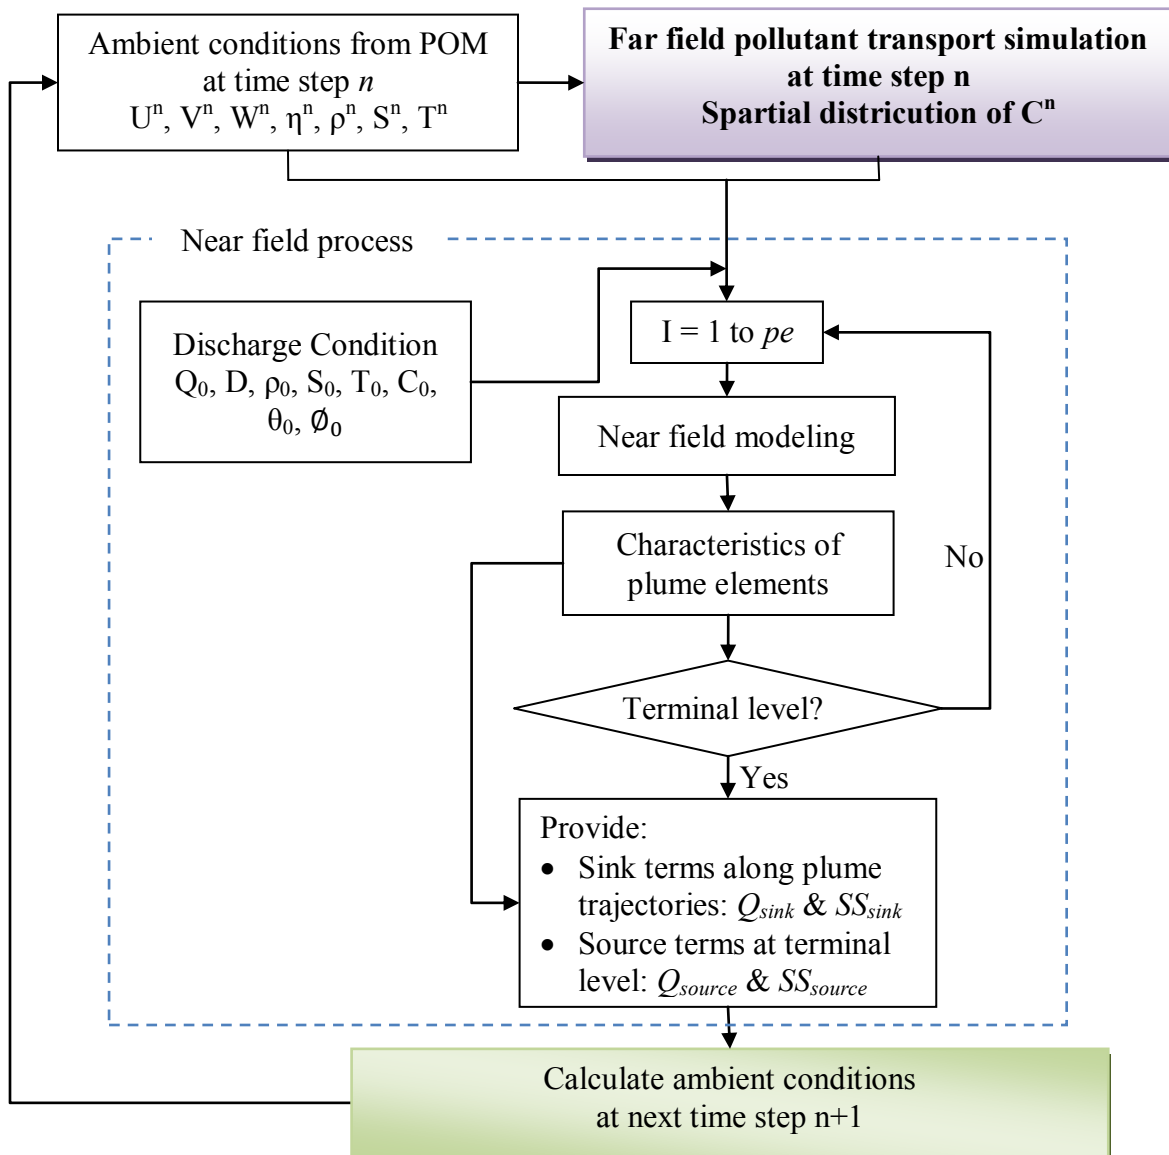 Ambient conditions from POM
at time step n
Uⁿ, Vⁿ, Wⁿ, ηⁿ, ρⁿ, Sⁿ, Tⁿ
Far field pollutant transport simulation
at time step n
Spartial districution of Cⁿ
Near field process
Discharge Condition
Q₀, D, ρ₀, S₀, T₀, C₀,
θ₀, Ø₀
I = 1 to pe
Near field modeling
Characteristics of
plume elements
No
Terminal level?
Yes
Provide:
• Sink terms along plume
trajectories: Q_sink & SS_sink
• Source terms at terminal
level: Q_source & SS_source
Calculate ambient conditions
at next time step n+1